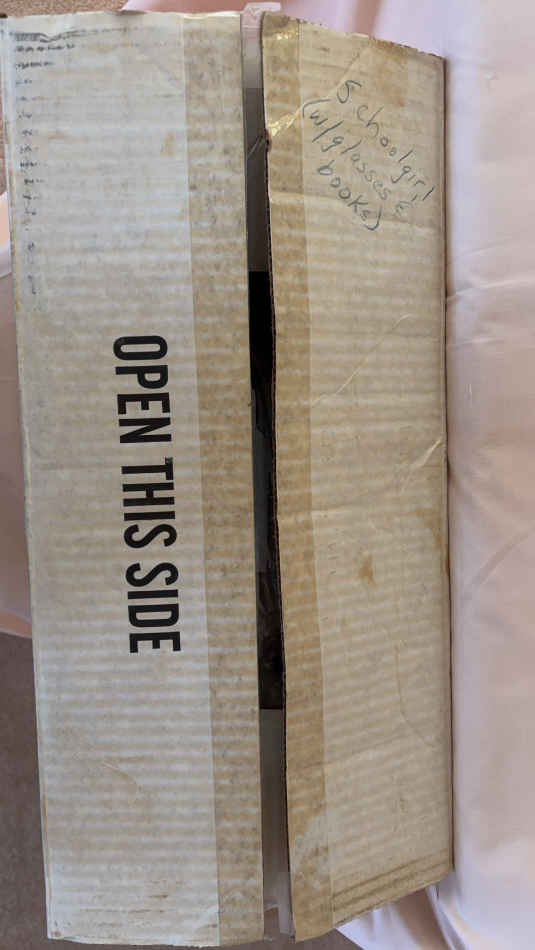 Schoolgirl
(w/glasses &
books)
OPEN THIS SIDE